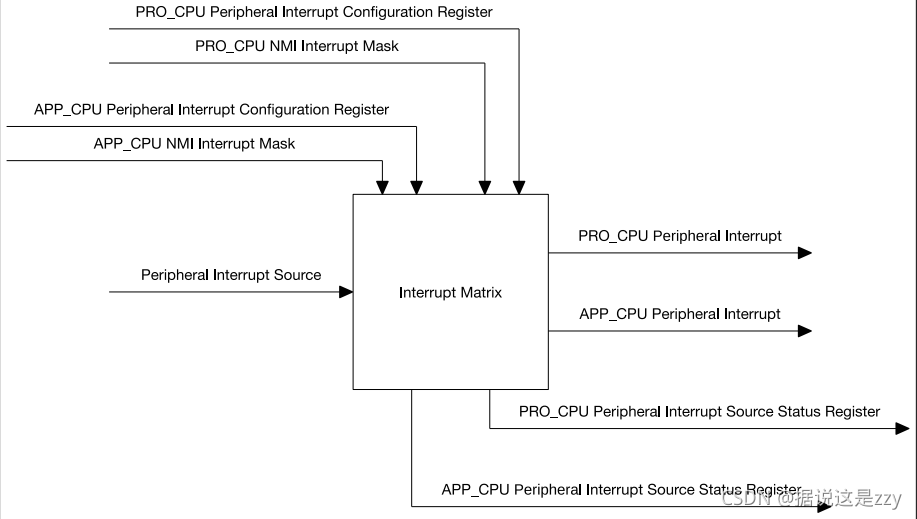 PRO_CPU Peripheral Interrupt Configuration Register
PRO_CPU NMI Interrupt Mask
APP_CPU Peripheral Interrupt Configuration Register
APP_CPU NMI Interrupt Mask
PRO_CPU Peripheral Interrupt
Peripheral Interrupt Source
Interrupt Matrix
APP_CPU Peripheral Interrupt
PRO_CPU Peripheral Interrupt Source Status Register
APP_CPU Peripheral Interrupt Source Status Register
CSDN @据说这是zzy